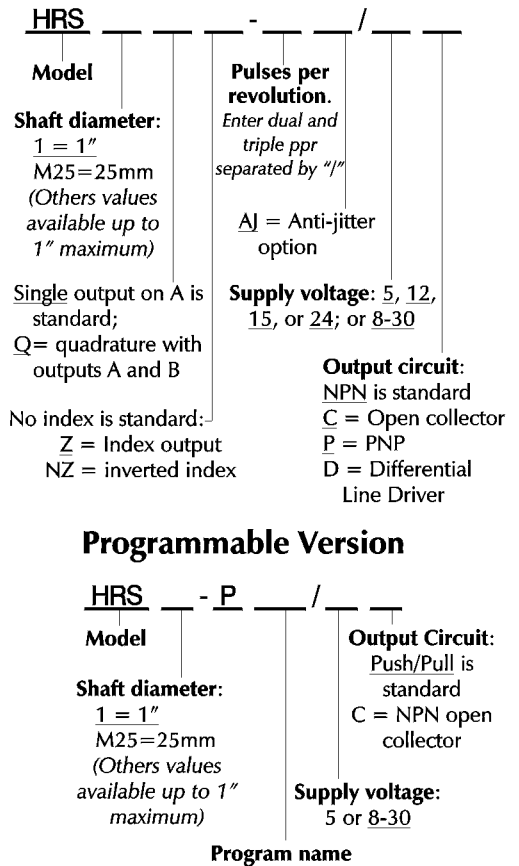 HRS - /
Model
Pulses per
revolution.
Enter dual and
triple ppr
separated by "/"
Shaft diameter:
1 = 1"
M25=25mm
(Others values
available up to
1" maximum)
AJ = Anti-jitter
option
Single output on A is
standard;
Q= quadrature with
outputs A and B
Supply voltage: 5, 12,
15, or 24; or 8-30
Output circuit:
NPN is standard
C = Open collector
P = PNP
D = Differential
Line Driver
No index is standard:
Z = Index output
NZ = inverted index
Programmable Version
HRS - P /
Model
Output Circuit:
Push/Pull is
standard
C = NPN open
collector
Shaft diameter:
1 = 1"
M25=25mm
(Others values
available up to 1"
maximum)
Supply voltage:
5 or 8-30
Program name